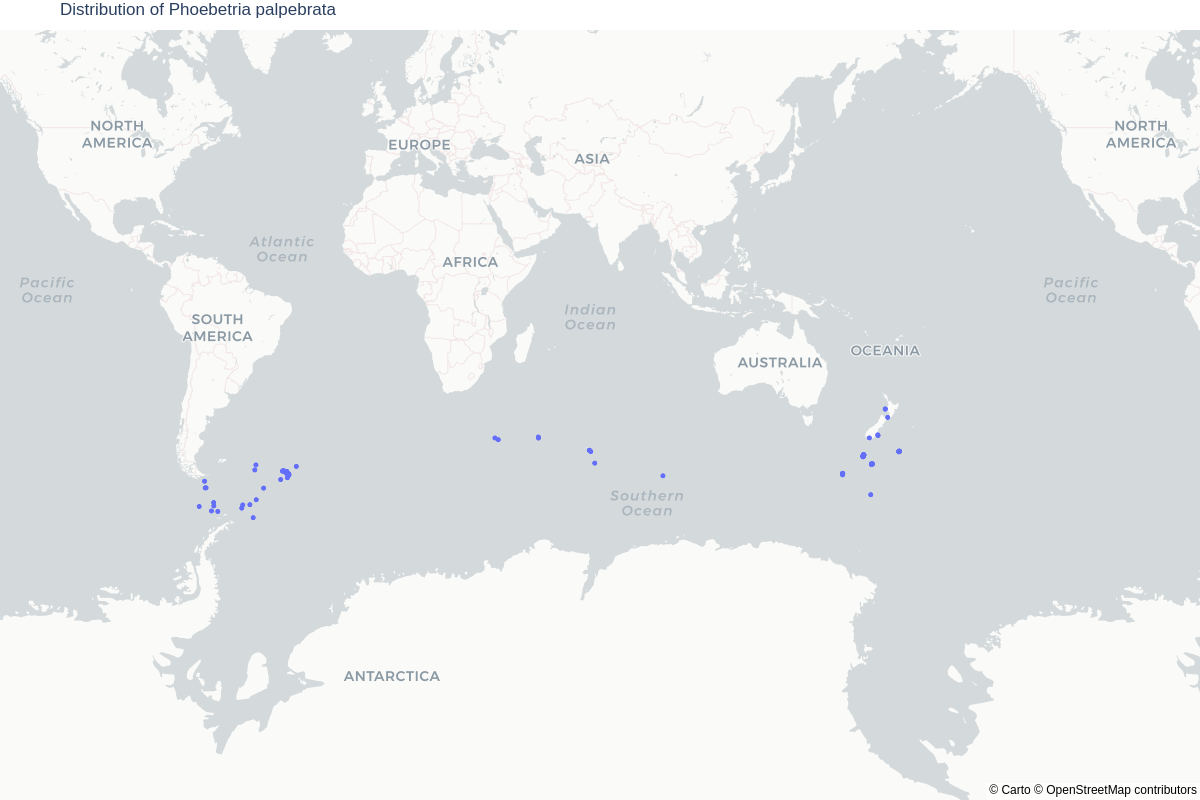 Distribution of Phoebetria palpebrata
NORTH
AMERICA
NORTH
AMERICA
EUROPE
ASIA
Atlantic
Ocean
AFRICA
Pacific
Ocean
Pacific
Ocean
Indian
Ocean
SOUTH
AMERICA
OCEANIA
AUSTRALIA
Southern
Ocean
ANTARCTICA
© Carto © OpenStreetMap contributors